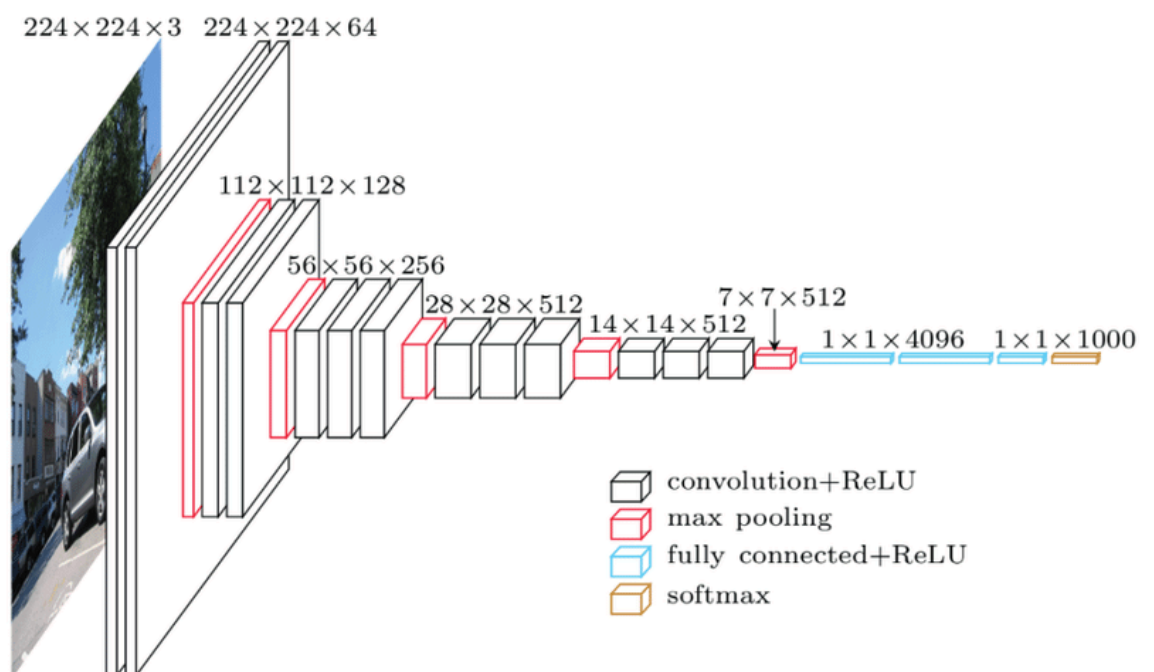 224×224×3
224×224×64
112×112×128
56×56×256
28×28×512
14×14×512
7×7×512
1×1×4096
1×1×1000
convolution+ReLU
max pooling
fully connected+ReLU
softmax